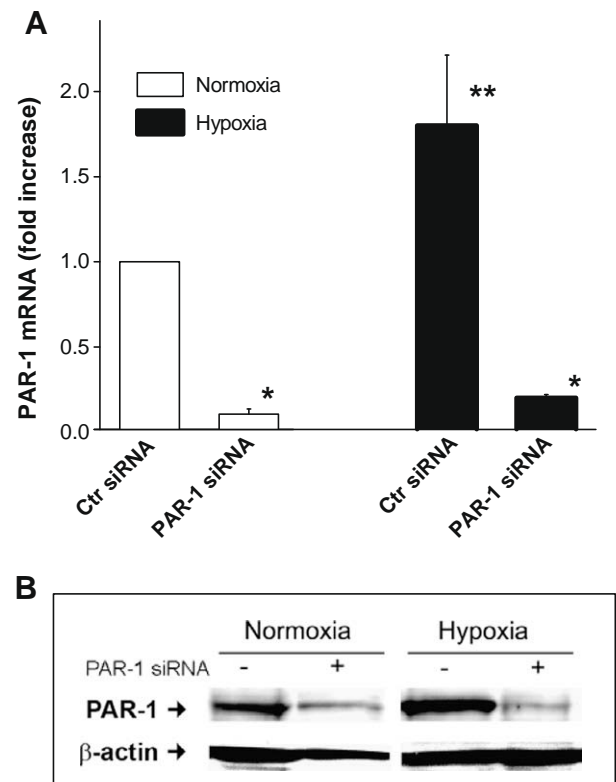 A
PAR-1 mRNA (fold increase)
2.0
1.5
1.0
0.5
0.0
Normoxia
Hypoxia
*
**
*
Ctr siRNA
PAR-1 siRNA
Ctr siRNA
PAR-1 siRNA
B
Normoxia Hypoxia
PAR-1 siRNA - + - +
PAR-1 →
β-actin →